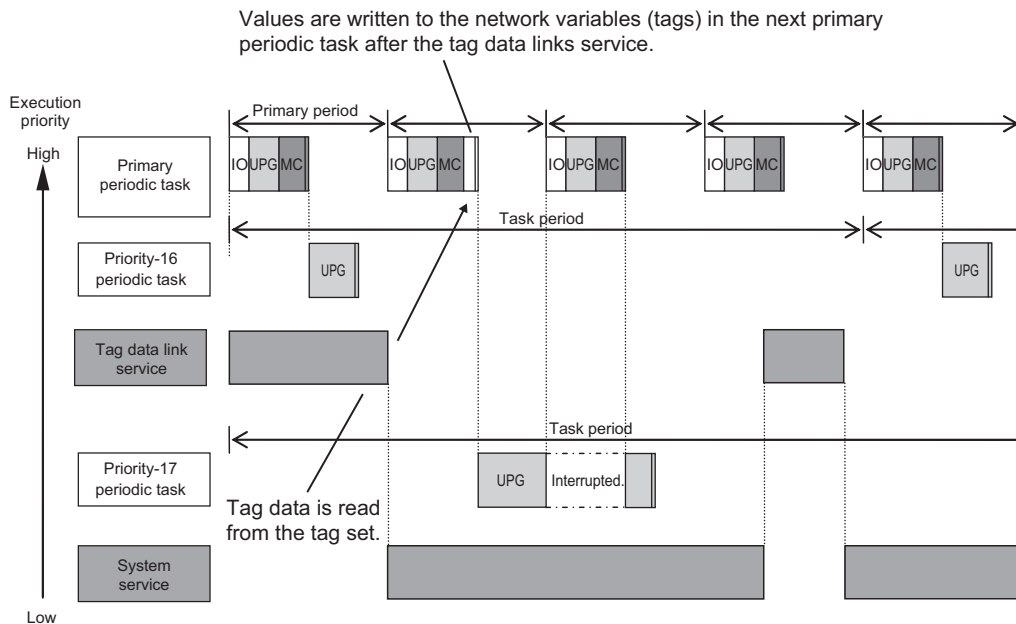 Values are written to the network variables (tags) in the next primary
periodic task after the tag data links service.
Execution
priority
High
Primary period
Primary
periodic task
IO UPG MC
IO UPG MC
IO UPG MC
IO UPG MC
IO UPG MC
Task period
Priority-16
periodic task
UPG
UPG
Tag data link
service
Task period
Priority-17
periodic task
UPG
Interrupted.
Tag data is read
from the tag set.
System
service
Low